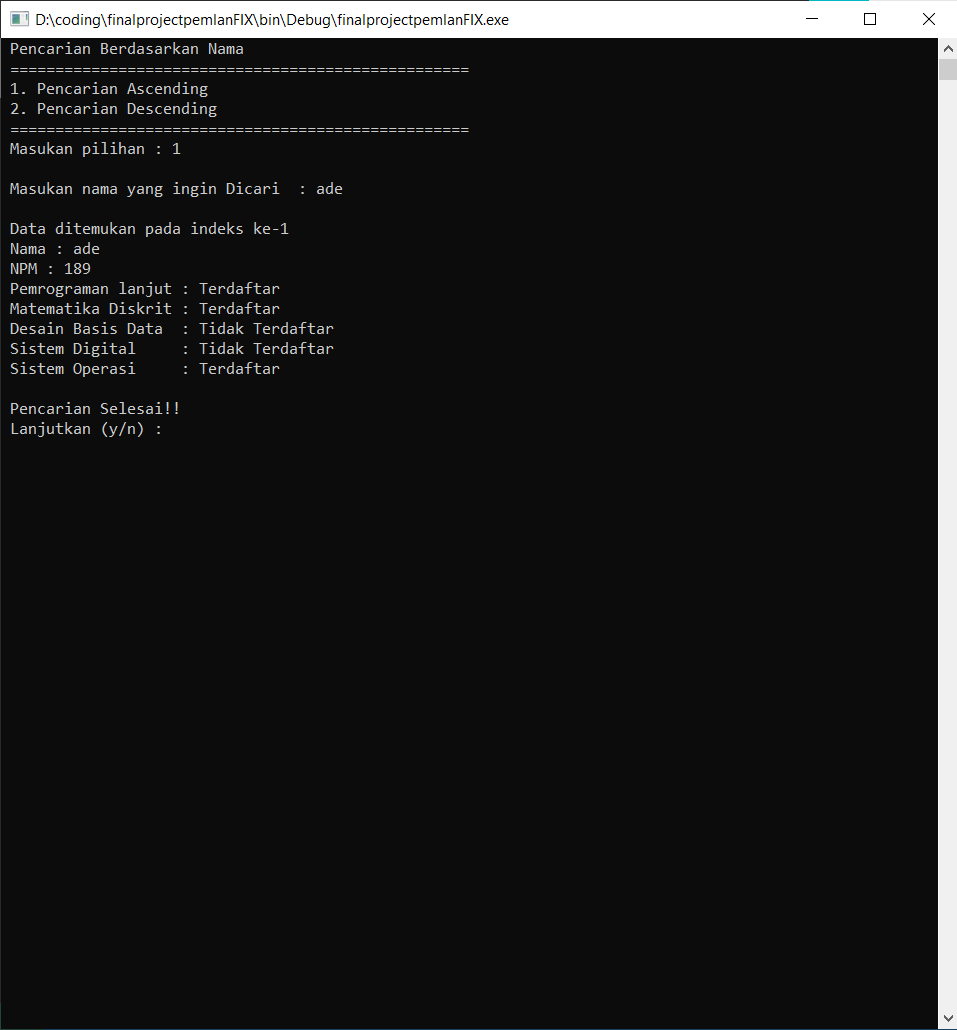 D:\coding\finalprojectpemlanFIX\bin\Debug\finalprojectpemlanFIX.exe
Pencarian Berdasarkan Nama
===================================================
1. Pencarian Ascending
2. Pencarian Descending
===================================================
Masukan pilihan : 1
Masukan nama yang ingin Dicari  : ade
Data ditemukan pada indeks ke-1
Nama : ade
NPM : 189
Pemrograman lanjut : Terdaftar
Matematika Diskrit : Terdaftar
Desain Basis Data  : Tidak Terdaftar
Sistem Digital     : Tidak Terdaftar
Sistem Operasi     : Terdaftar
Pencarian Selesai!!
Lanjutkan (y/n) :